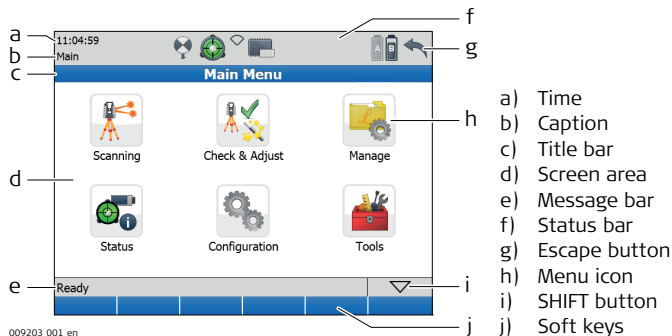 a
11:04:59
b
Main
c
Main Menu
A
B
f
g
Scanning
Check & Adjust
Manage
h
d
Status
Configuration
Tools
e
Ready
i
j
a) Time
b) Caption
c) Title bar
d) Screen area
e) Message bar
f) Status bar
g) Escape button
h) Menu icon
i) SHIFT button
j) Soft keys
009203_001_en